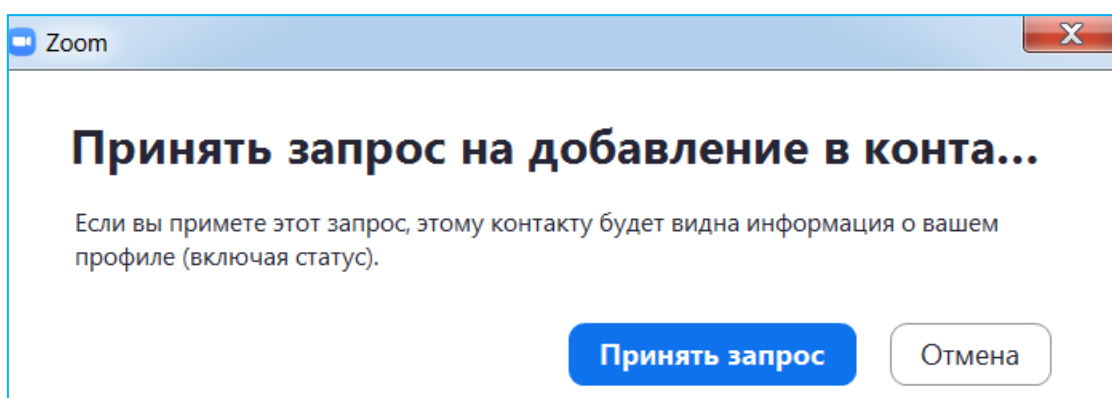 Zoom
Принять запрос на добавление в конта...
Если вы примете этот запрос, этому контакту будет видна информация о вашем
профиле (включая статус).
Принять запрос Отмена